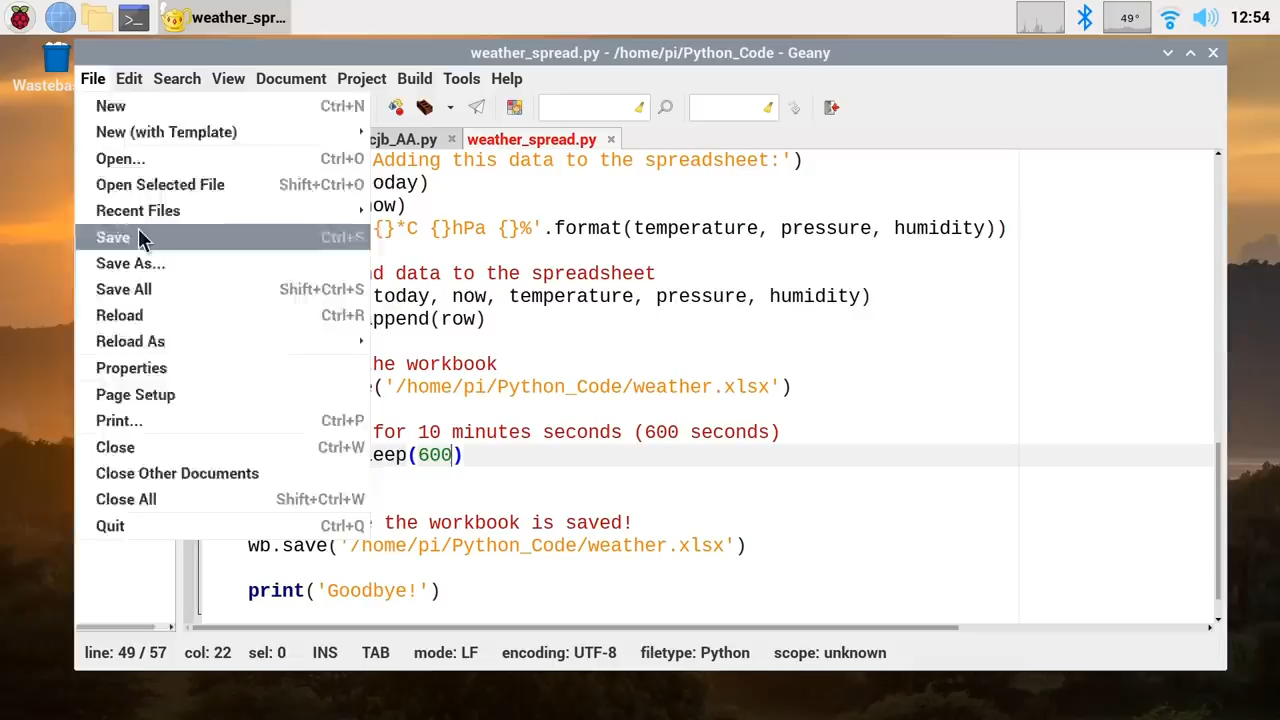 weather_spr...
49°
12:54
weather_spread.py - /home/pi/Python_Code - Geany
File Edit Search View Document Project Build Tools Help
New Ctrl+N
New (with Template)
Open... Ctrl+O
Open Selected File Shift+Ctrl+O
Recent Files
Save Ctrl+S
Save As...
Save All Shift+Ctrl+S
Reload Ctrl+R
Reload As
Properties
Page Setup
Print... Ctrl+P
Close Ctrl+W
Close Other Documents
Close All Shift+Ctrl+W
Quit Ctrl+Q
cjb_AA.py weather_spread.py
Adding this data to the spreadsheet:')
oday)
ow)
{}*C {}hPa {}%'.format(temperature, pressure, humidity))
d data to the spreadsheet
today, now, temperature, pressure, humidity)
ppend(row)
he workbook
('/home/pi/Python_Code/weather.xlsx')
for 10 minutes seconds (600 seconds)
eep(600)
the workbook is saved!
wb.save('/home/pi/Python_Code/weather.xlsx')
print('Goodbye!')
line: 49 / 57 col: 22 sel: 0 INS TAB mode: LF encoding: UTF-8 filetype: Python scope: unknown